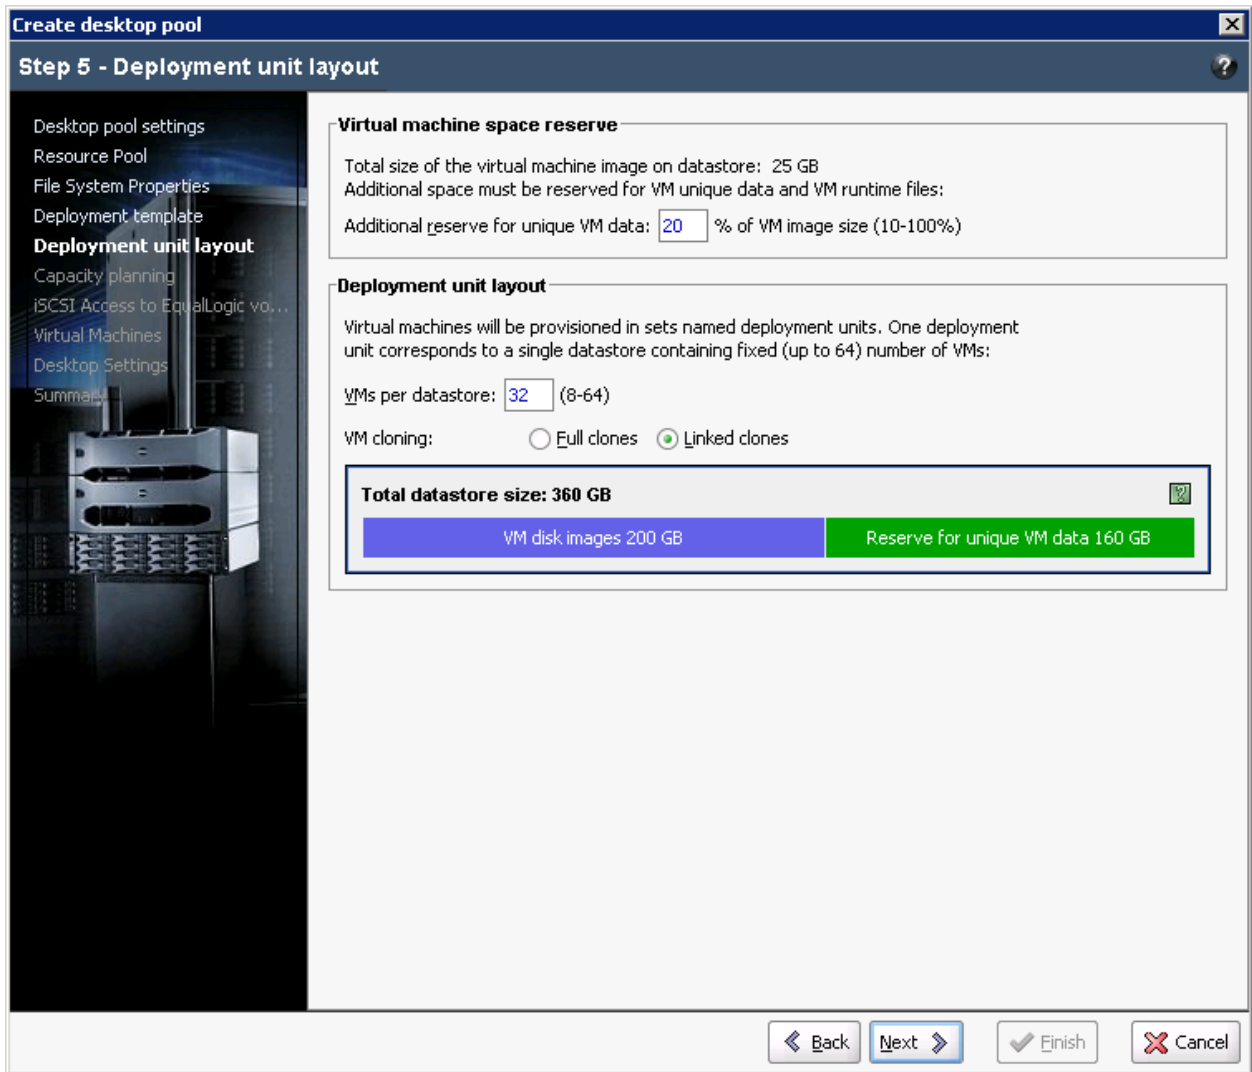 Create desktop pool
Step 5 - Deployment unit layout
?
Desktop pool settings
Resource Pool
File System Properties
Deployment template
Deployment unit layout
Capacity planning
iSCSI Access to EqualLogic vo...
Virtual Machines
Desktop Settings
Summary
Virtual machine space reserve
Total size of the virtual machine image on datastore: 25 GB
Additional space must be reserved for VM unique data and VM runtime files:
Additional reserve for unique VM data: 20 % of VM image size (10-100%)
Deployment unit layout
Virtual machines will be provisioned in sets named deployment units. One deployment
unit corresponds to a single datastore containing fixed (up to 64) number of VMs:
VMs per datastore: 32 (8-64)
VM cloning: Full clones Linked clones
Total datastore size: 360 GB ?
VM disk images 200 GB Reserve for unique VM data 160 GB
Back Next Finish Cancel